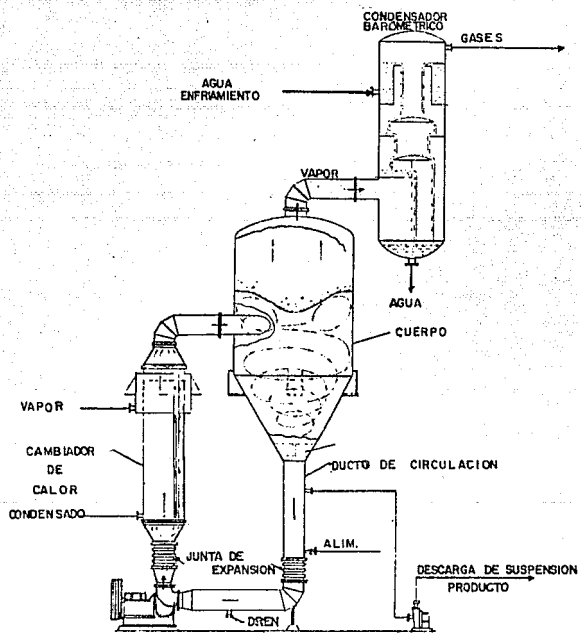 CONDENSADOR
BAROMETRICO
GASES
AGUA
ENFRIAMIENTO
VAPOR
AGUA
CUERPO
VAPOR
CAMBIADOR
DE
CALOR
DUCTO DE CIRCULACION
CONDENSADO
ALIM.
JUNTA DE
EXPANSION
DESCARGA DE SUSPENSION
PRODUCTO
DREN